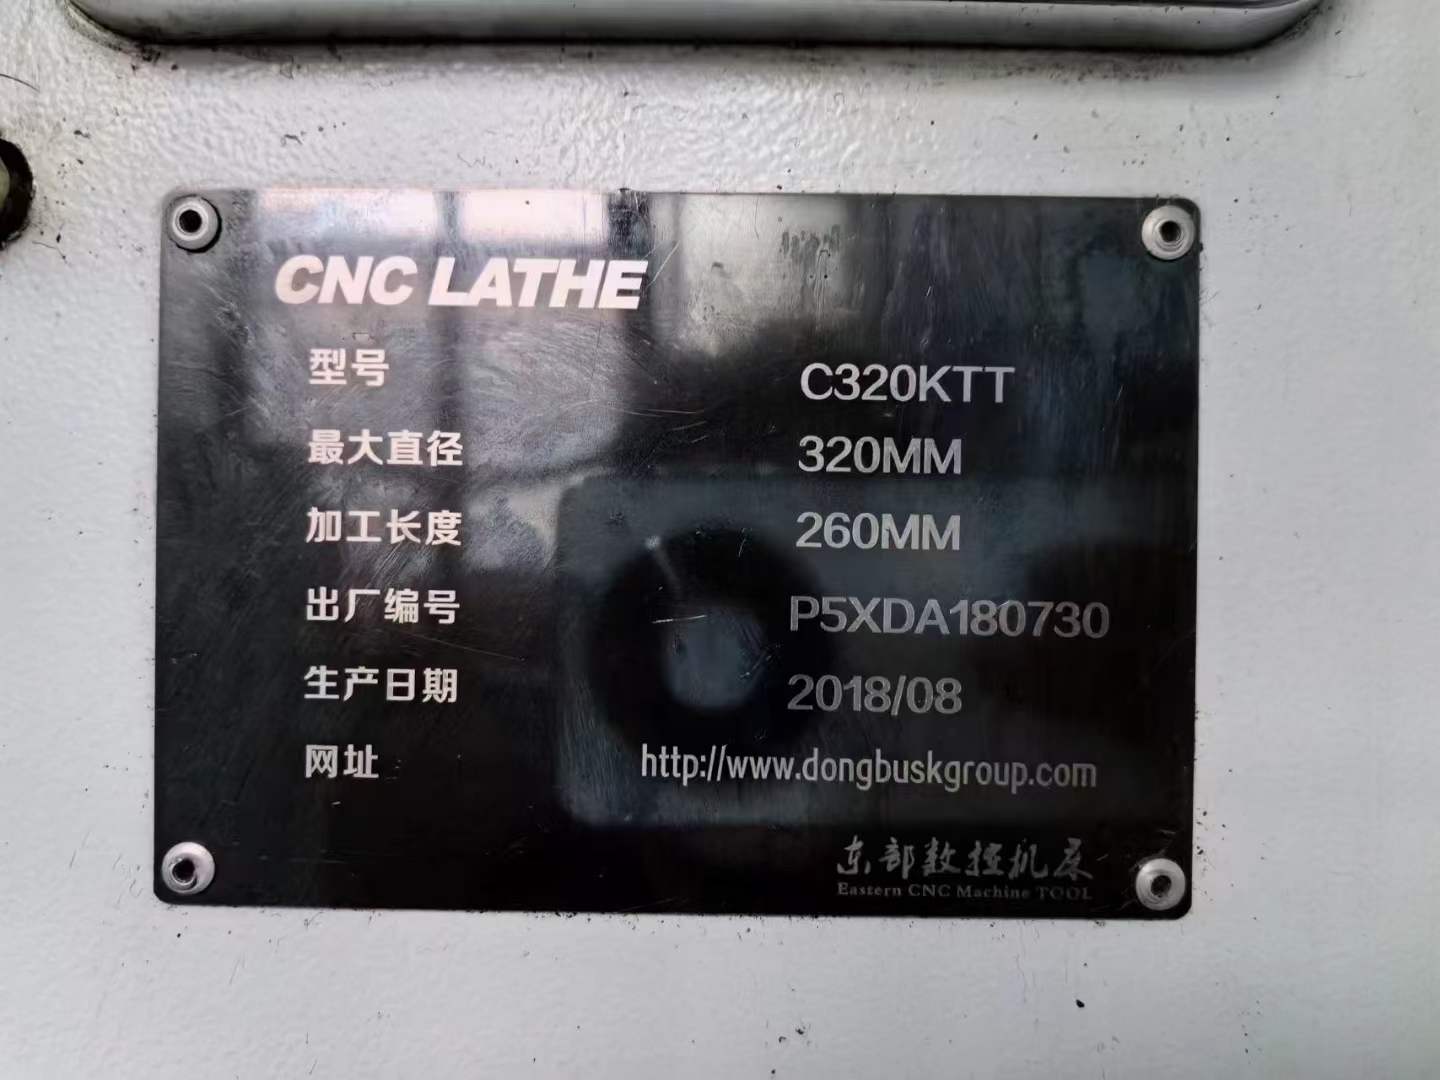 CNC LATHE
型号 C320KTT
最大直径 320MM
加工长度 260MM
出厂编号 P5XDA180730
生产日期 2018/08
网址 http://www.dongbuskgroup.com
东部数控机床
Eastern CNC Machine TOOL